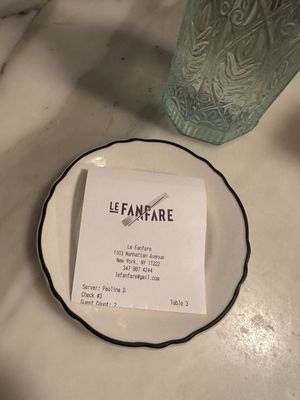 LE FANFARE
Le Fanfare
1103 Manhattan Avenue
New York, NY 11222
347 987 4244
lefanfare@gmail.com
Server: Paolina D
Check #3
Table 3
Guest Count: 2